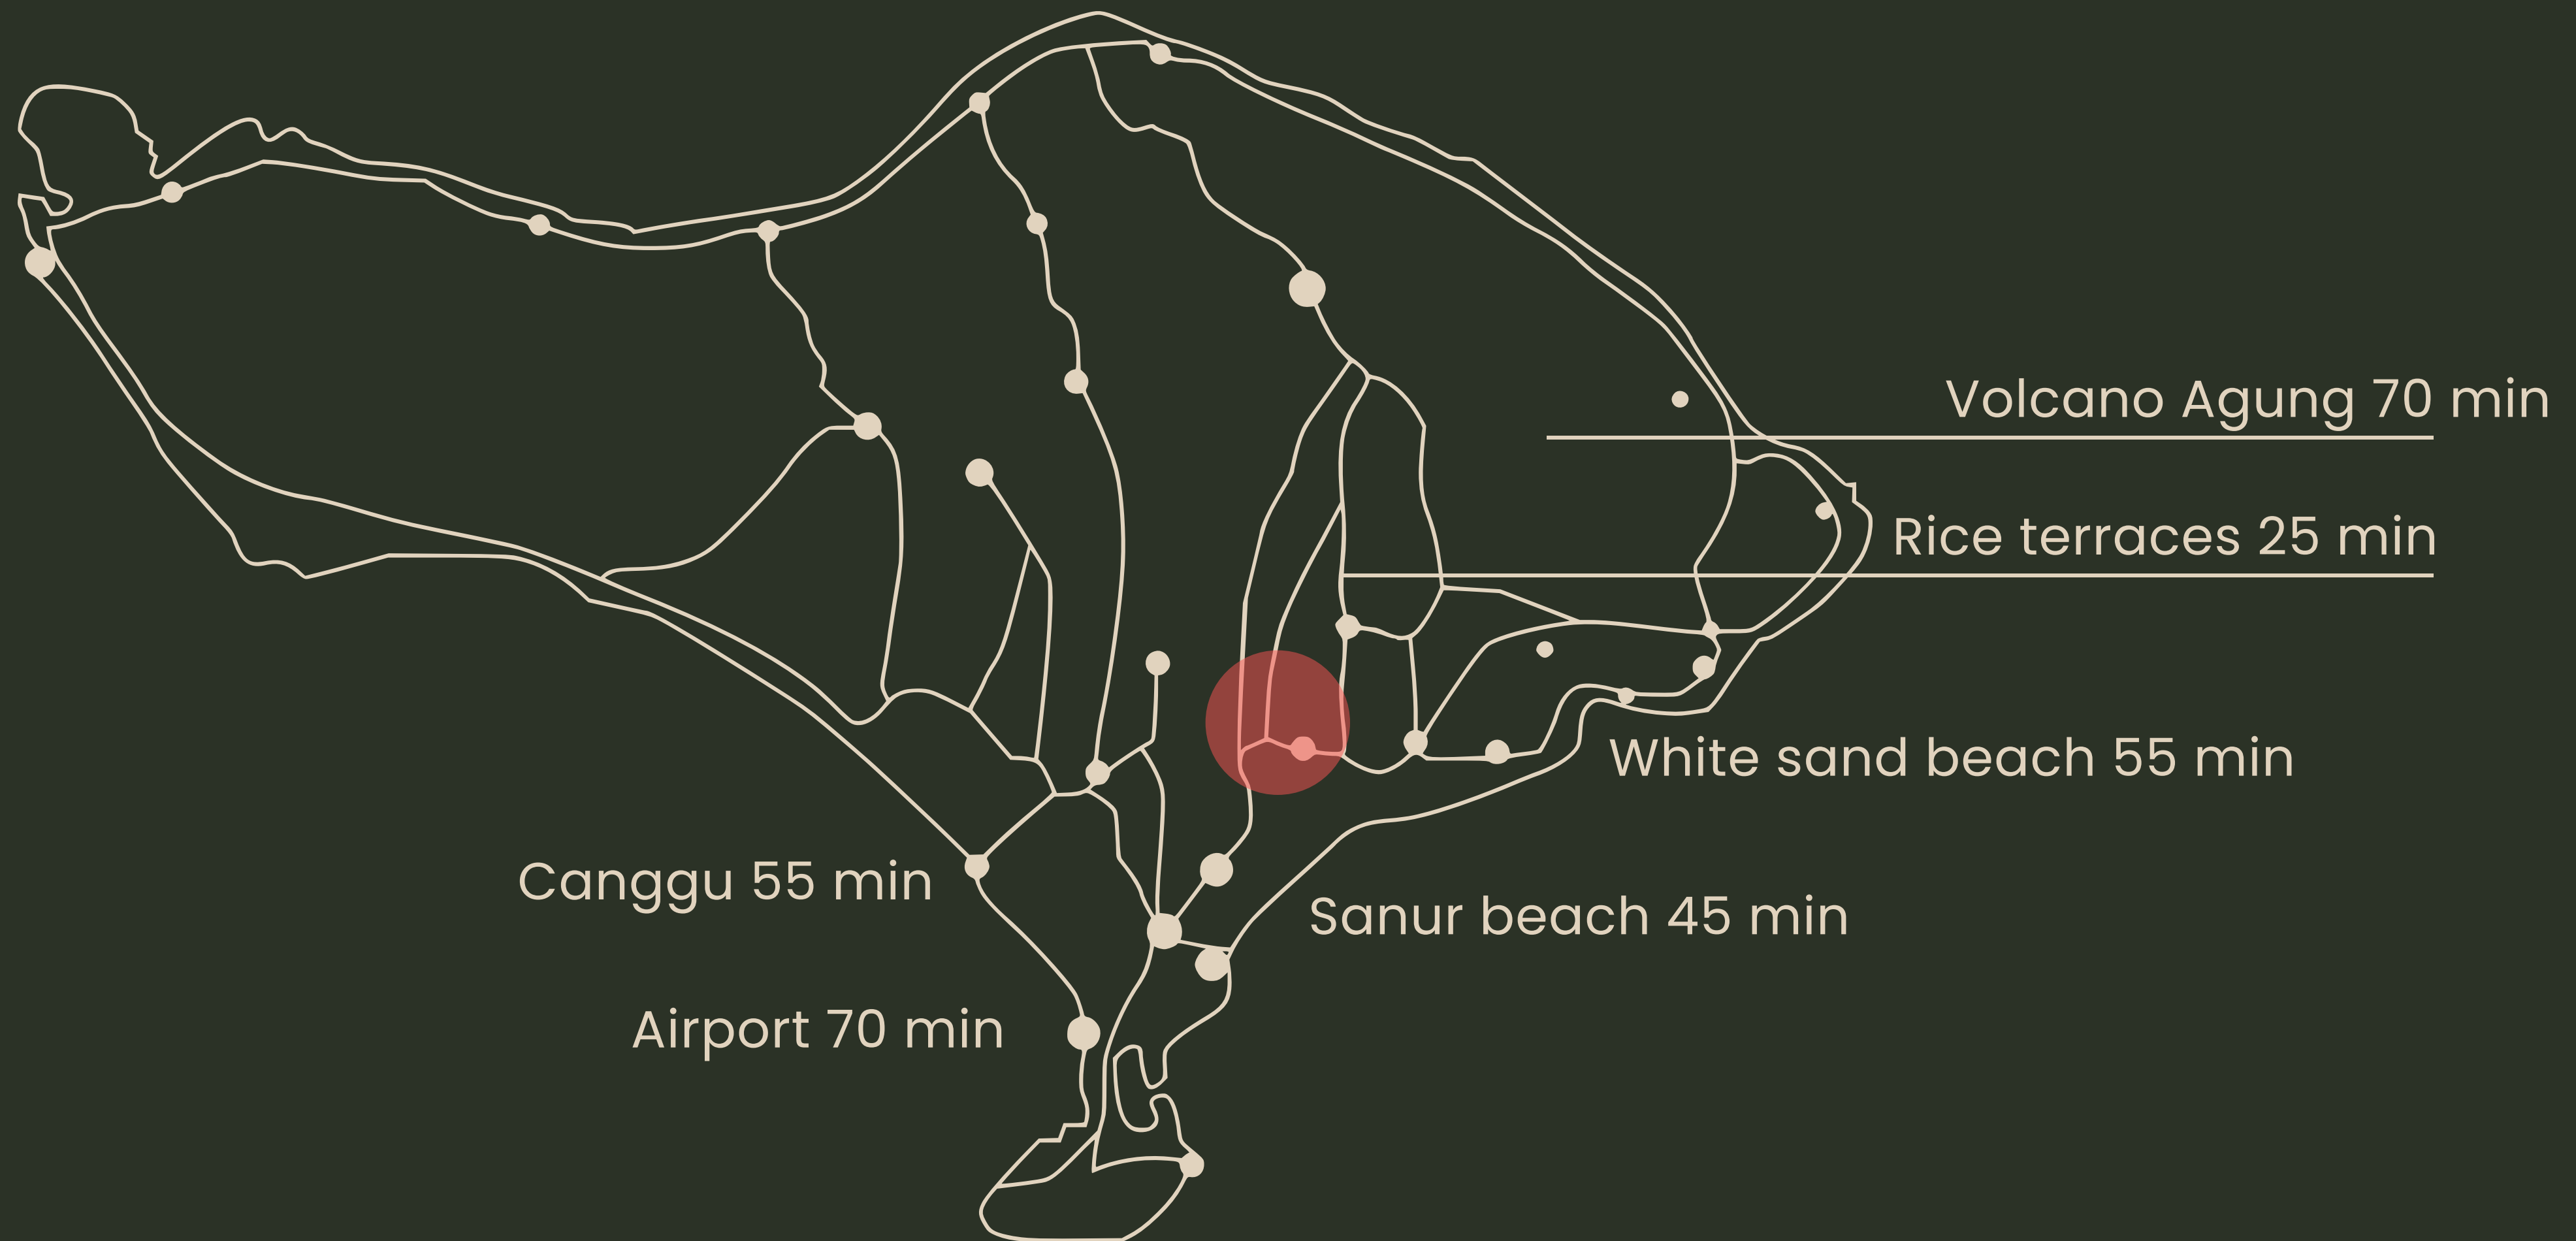 Volcano Agung 70 min
Rice terraces 25 min
White sand beach 55 min
Canggu 55 min
Sanur beach 45 min
Airport 70 min